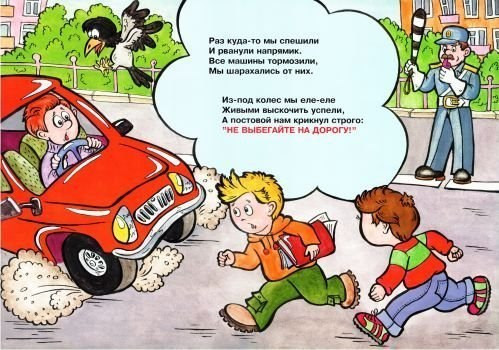 Раз куда-то мы спешили
И рванули напрямик.
Все машины тормозили,
Мы шарахались от них.
Из-под колес мы еле-еле
Живыми выскочить успели,
А постовой нам крикнул строго:
"НЕ ВЫБЕГАЙТЕ НА ДОРОГУ!"